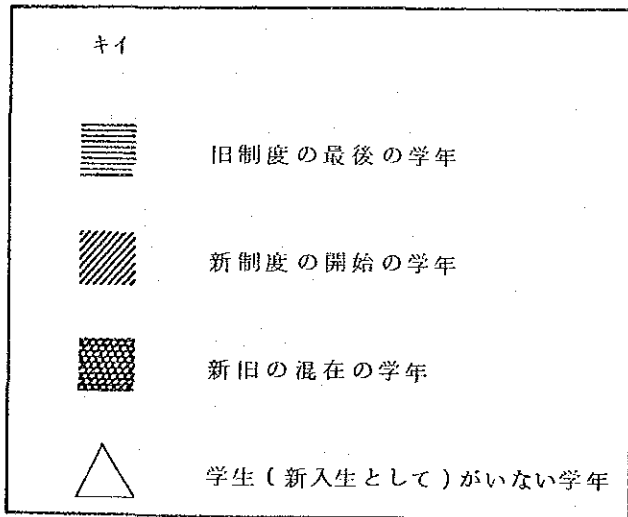 キイ
旧制度の最後の学年
新制度の開始の学年
新旧の混在の学年
学生(新入生として)がいない学年